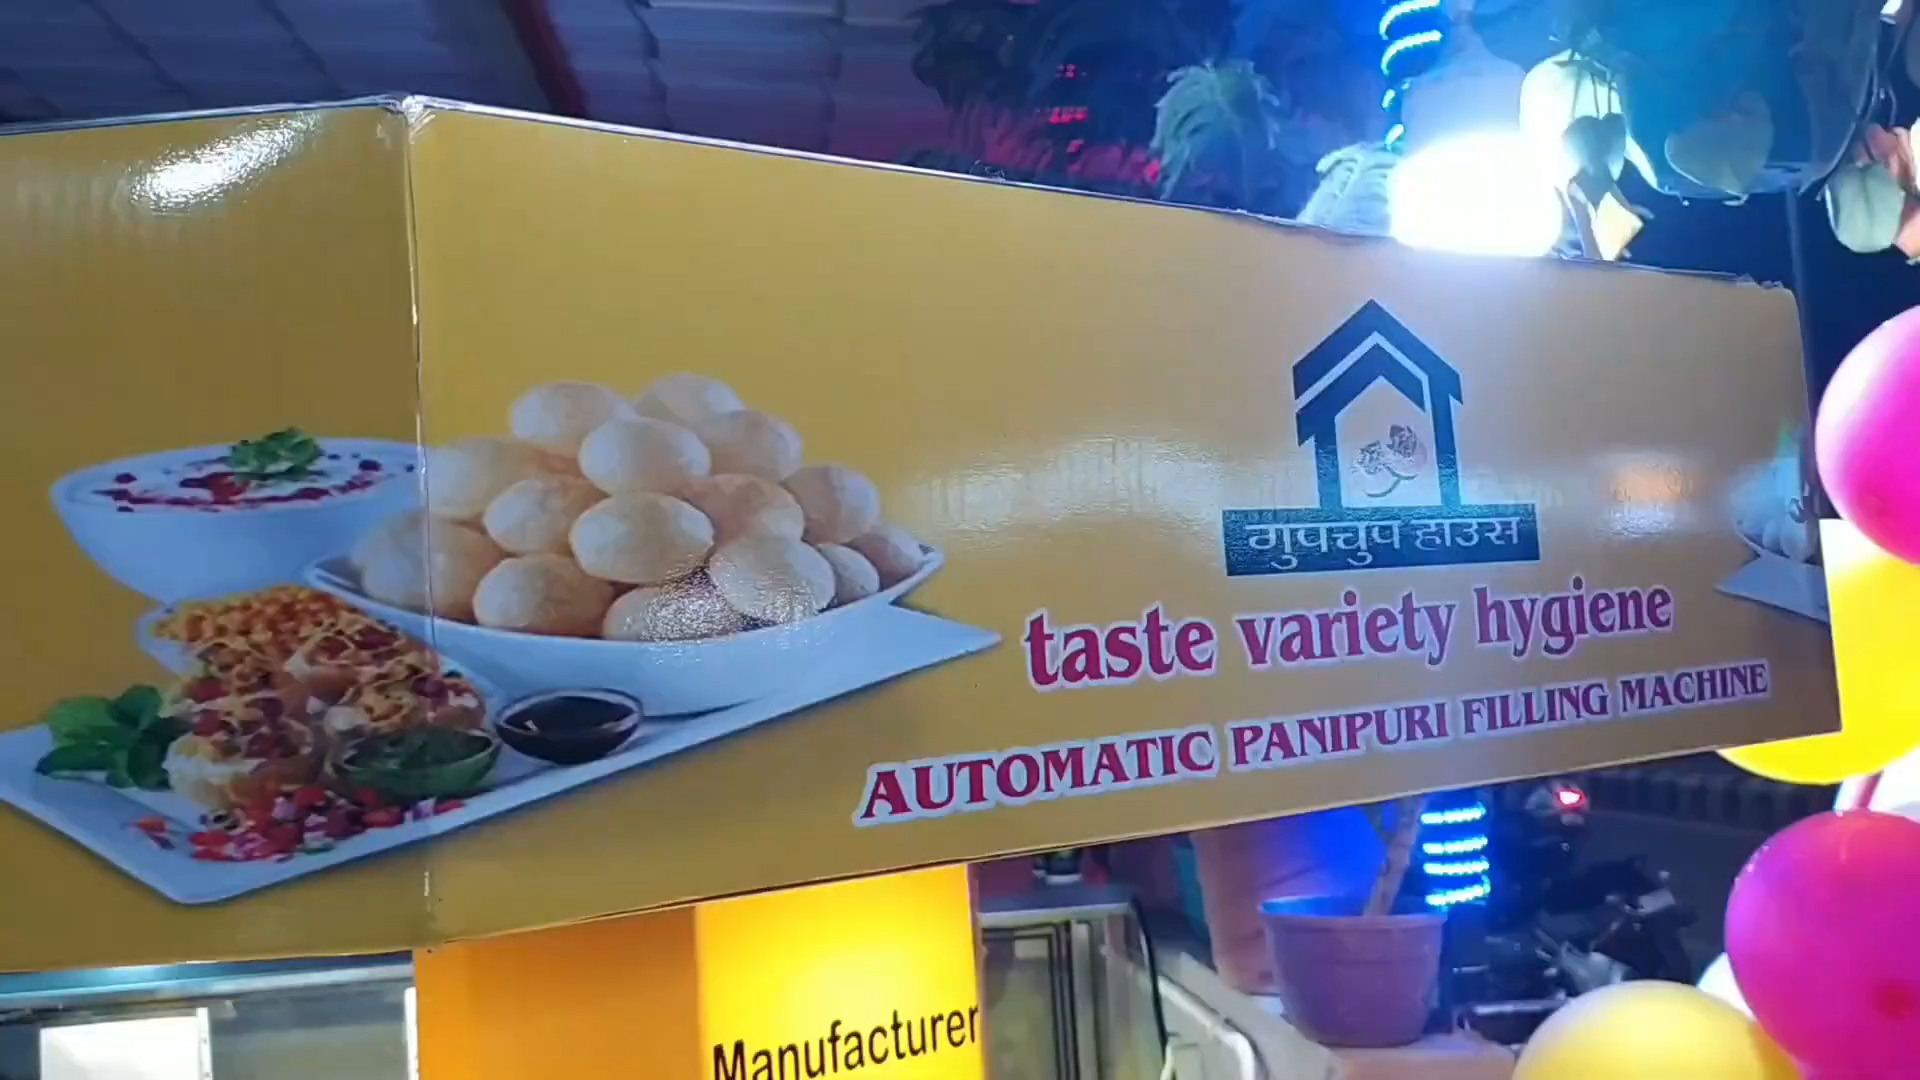 गुपचुप हाउस
taste variety hygiene
AUTOMATIC PANIPURI FILLING MACHINE
Manufacturer